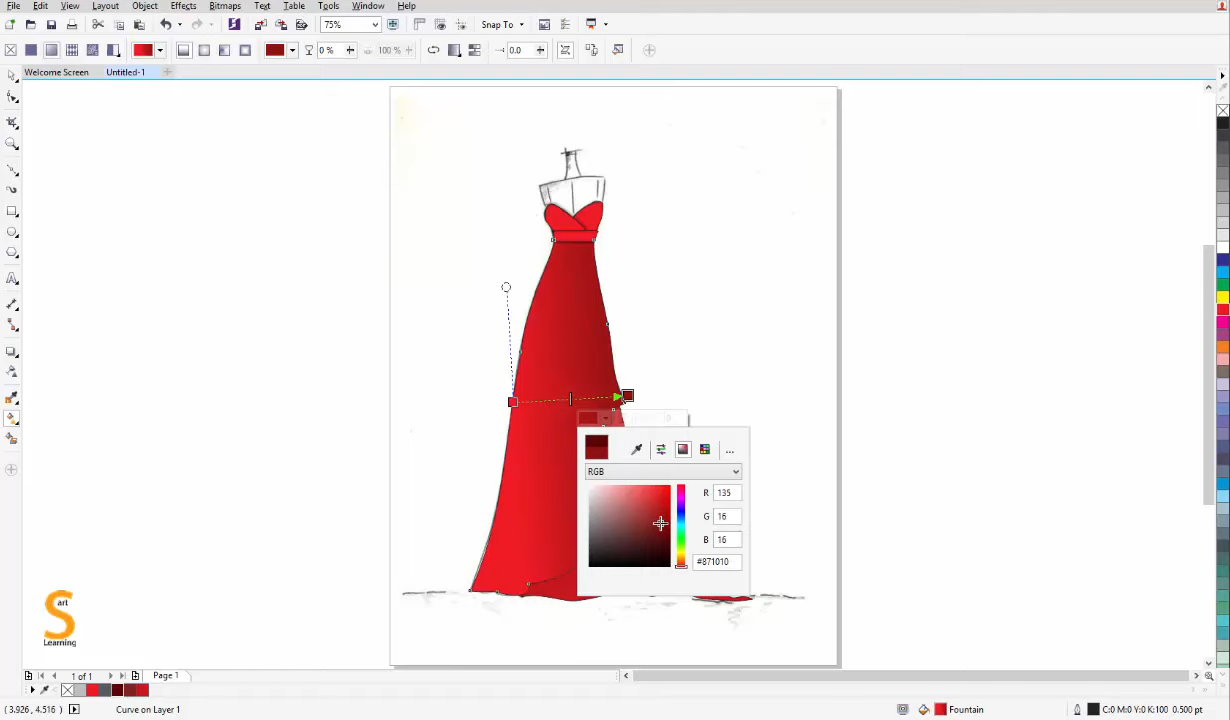 File Edit View Layout Object Effects Bitmaps Text Table Tools Window Help
75% Snap To
0 % 100 % 0.0
Welcome Screen Untitled-1
RGB
R 135
G 16
B 16
#871010
art
S
Learning
1 of 1 Page 1
(3.926, 4.516) Curve on Layer 1 Fountain C:0 M:0 Y:0 K:100 0.500 pt